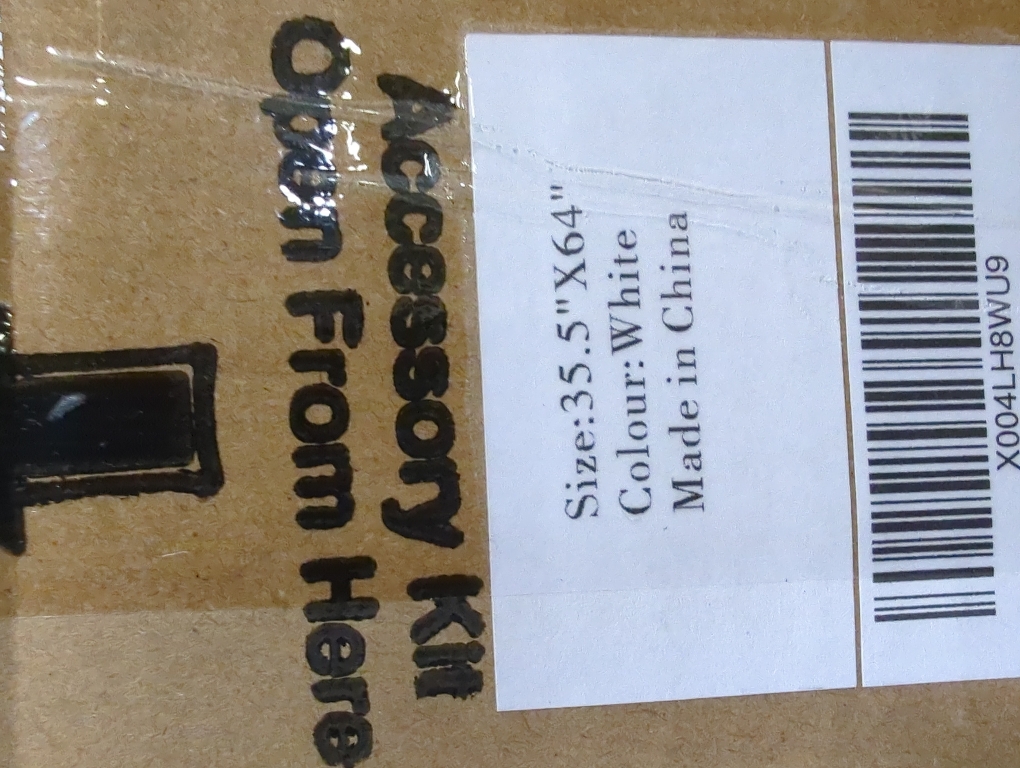 Accessory Kit
Open From Here
Size:35.5"X64"
Colour:White
Made in China
X004LH8WU9